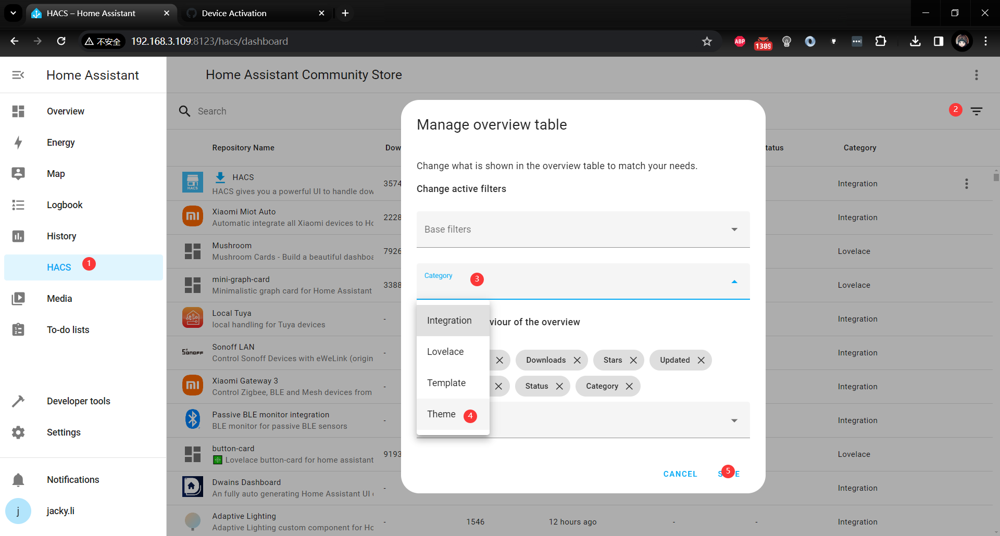 HACS – Home Assistant
Device Activation
不安全
192.168.3.109:8123/hacs/dashboard
ABP
1389
Home Assistant
Home Assistant Community Store
Overview
Search
2
Energy
Map
Logbook
History
HACS
1
Media
To-do lists
Developer tools
Settings
Notifications
j
jacky.li
Repository Name
Dow
tatus
Category
HACS
HACS
HACS gives you a powerful UI to handle dow
3574
Integration
Xiaomi Miot Auto
Automatic integrate all Xiaomi devices to Hc
2228
Integration
Mushroom
Mushroom Cards - Build a beautiful dashboa
7926
Lovelace
mini-graph-card
Minimalistic graph card for Home Assistant
3388
Lovelace
Local Tuya
local handling for Tuya devices
-
Integration
sonoff
Sonoff LAN
Control Sonoff Devices with eWeLink (origin
-
Integration
Xiaomi Gateway 3
Control Zigbee, BLE and Mesh devices from
-
Integration
Passive BLE monitor integration
BLE monitor for passive BLE sensors
-
Integration
button-card
Lovelace button-card for home assistant
9193
Lovelace
Dwains Dashboard
An fully auto generating Home Assistant UI
-
Integration
Adaptive Lighting
Adaptive Lighting custom component for Hc
-
1546
12 hours ago
-
-
Integration
Manage overview table
Change what is shown in the overview table to match your needs.
Change active filters
Base filters
Category
3
Integration
Lovelace
Template
Theme
4
viour of the overview
Downloads
Stars
Updated
Status
Category
CANCEL
S
5
E